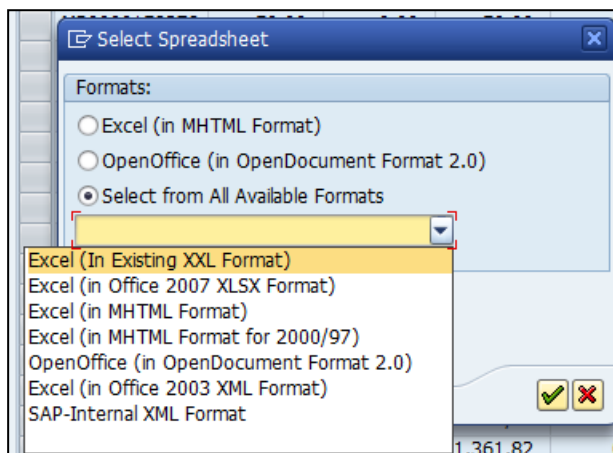 Select Spreadsheet
Formats:
Excel (in MHTML Format)
OpenOffice (in OpenDocument Format 2.0)
Select from All Available Formats
Excel (In Existing XXL Format)
Excel (in Office 2007 XLSX Format)
Excel (in MHTML Format)
Excel (in MHTML Format for 2000/97)
OpenOffice (in OpenDocument Format 2.0)
Excel (in Office 2003 XML Format)
SAP-Internal XML Format
1.361,82